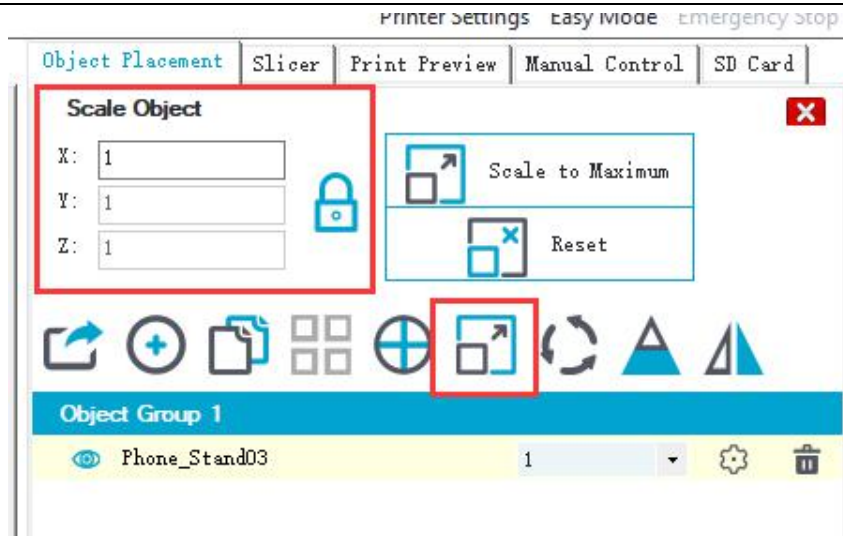 Printer Settings Easy Mode Emergency Stop
Object Placement Slicer Print Preview Manual Control SD Card
Scale Object
X: 1
Y: 1
Z: 1
Scale to Maximum
Reset
Object Group 1
Phone_Stand03 1